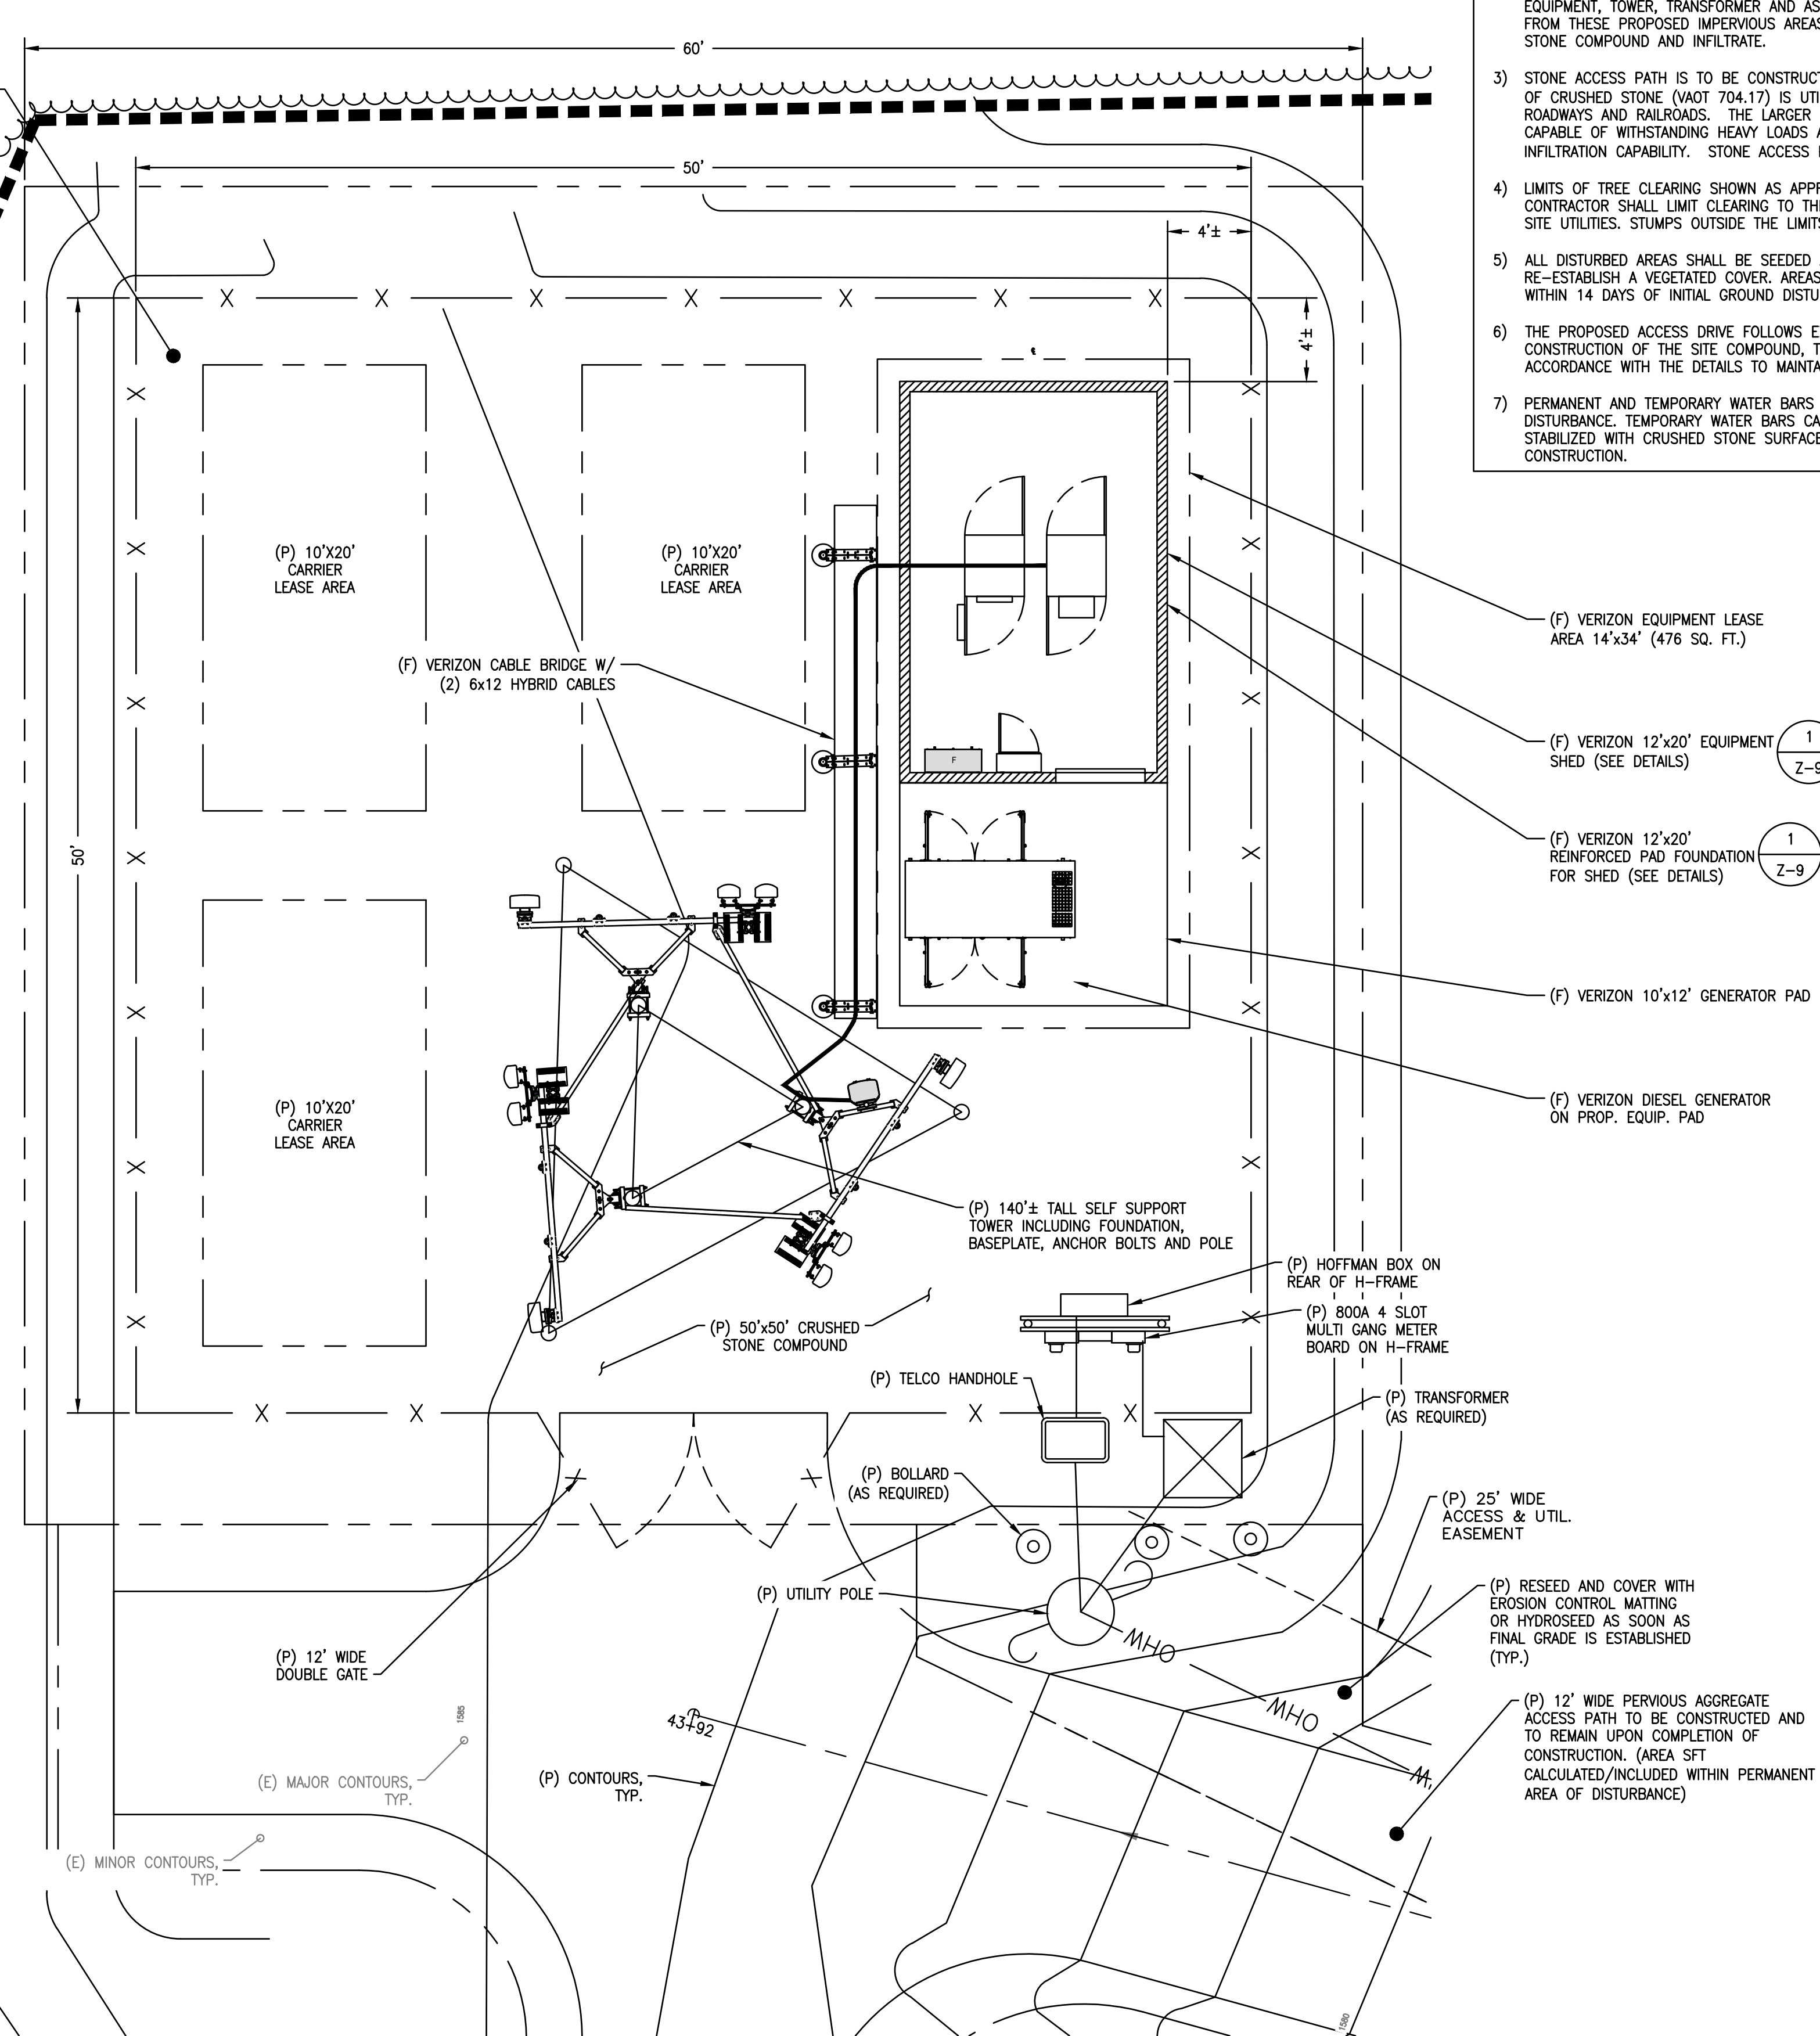 EQUIPMENT, TOWER, TRANSFORMER AND
FROM THESE PROPOSED IMPERVIOUS
STONE COMPOUND AND INFILTRATE.
3) STONE ACCESS PATH IS TO BE
OF CRUSHED STONE (VAOT 704.17) IS
ROADWAYS AND RAILROADS. THE LARGER
CAPABLE OF WITHSTANDING HEAVY LOADS
INFILTRATION CAPABILITY. STONE ACCESS
4) LIMITS OF TREE CLEARING SHOWN AS
CONTRACTOR SHALL LIMIT CLEARING TO
SITE UTILITIES. STUMPS OUTSIDE THE
5) ALL DISTURBED AREAS SHALL BE SEEDED
RE-ESTABLISH A VEGETATED COVER.
WITHIN 14 DAYS OF INITIAL GROUND
6) THE PROPOSED ACCESS DRIVE FOLLOWS
CONSTRUCTION OF THE SITE COMPOUND,
ACCORDANCE WITH THE DETAILS TO
7) PERMANENT AND TEMPORARY WATER BARS
DISTURBANCE. TEMPORARY WATER BARS
STABILIZED WITH CRUSHED STONE
CONSTRUCTION.
60'
50'
4'±
4'±
50'
(P) 10'X20'
CARRIER
LEASE AREA
(P) 10'X20'
CARRIER
LEASE AREA
(F) VERIZON EQUIPMENT LEASE
AREA 14'x34' (476 SQ. FT.)
(F) VERIZON CABLE BRIDGE W/
(2) 6x12 HYBRID CABLES
(F) VERIZON 12'x20' EQUIPMENT
SHED (SEE DETAILS)
1
Z-9
F
(F) VERIZON 12'x20'
REINFORCED PAD FOUNDATION
FOR SHED (SEE DETAILS)
1
Z-9
(F) VERIZON 10'x12' GENERATOR PAD
(F) VERIZON DIESEL GENERATOR
ON PROP. EQUIP. PAD
(P) 10'X20'
CARRIER
LEASE AREA
(P) 140'± TALL SELF SUPPORT
TOWER INCLUDING FOUNDATION,
BASEPLATE, ANCHOR BOLTS AND POLE
(P) HOFFMAN BOX ON
REAR OF H-FRAME
(P) 800A 4 SLOT
MULTI GANG METER
BOARD ON H-FRAME
(P) 50'x50' CRUSHED
STONE COMPOUND
(P) TELCO HANDHOLE
(P) TRANSFORMER
(AS REQUIRED)
(P) BOLLARD
(AS REQUIRED)
(P) 25' WIDE
ACCESS & UTIL.
EASEMENT
(P) UTILITY POLE
(P) RESEED AND COVER WITH
EROSION CONTROL MATTING
OR HYDROSEED AS SOON AS
FINAL GRADE IS ESTABLISHED
(TYP.)
(P) 12' WIDE
DOUBLE GATE
OHW
OHW
43+92
1585
(P) 12' WIDE PERVIOUS AGGREGATE
ACCESS PATH TO BE CONSTRUCTED AND
TO REMAIN UPON COMPLETION OF
CONSTRUCTION. (AREA SFT
CALCULATED/INCLUDED WITHIN PERMANENT
AREA OF DISTURBANCE)
(E) MAJOR CONTOURS,
TYP.
(P) CONTOURS,
TYP.
(E) MINOR CONTOURS,
TYP.
1580